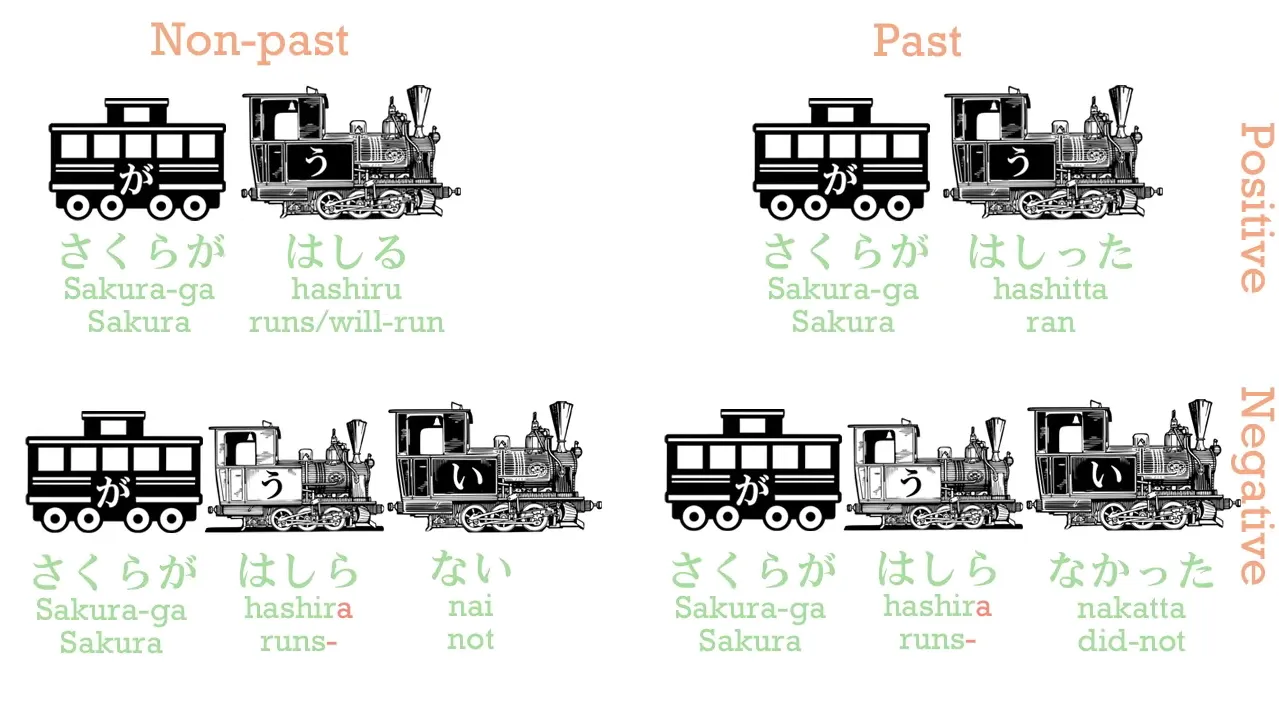 Non-past
Past
Positive
が
う
が
う
さくらが はしる
Sakura-ga hashiru
Sakura runs/will-run
さくらが はしった
Sakura-ga hashitta
Sakura ran
Negative
が
う
い
が
う
い
さくらが はしら ない
Sakura-ga hashira nai
Sakura runs- not
さくらが はしら なかった
Sakura-ga hashira nakatta
Sakura runs- did-not